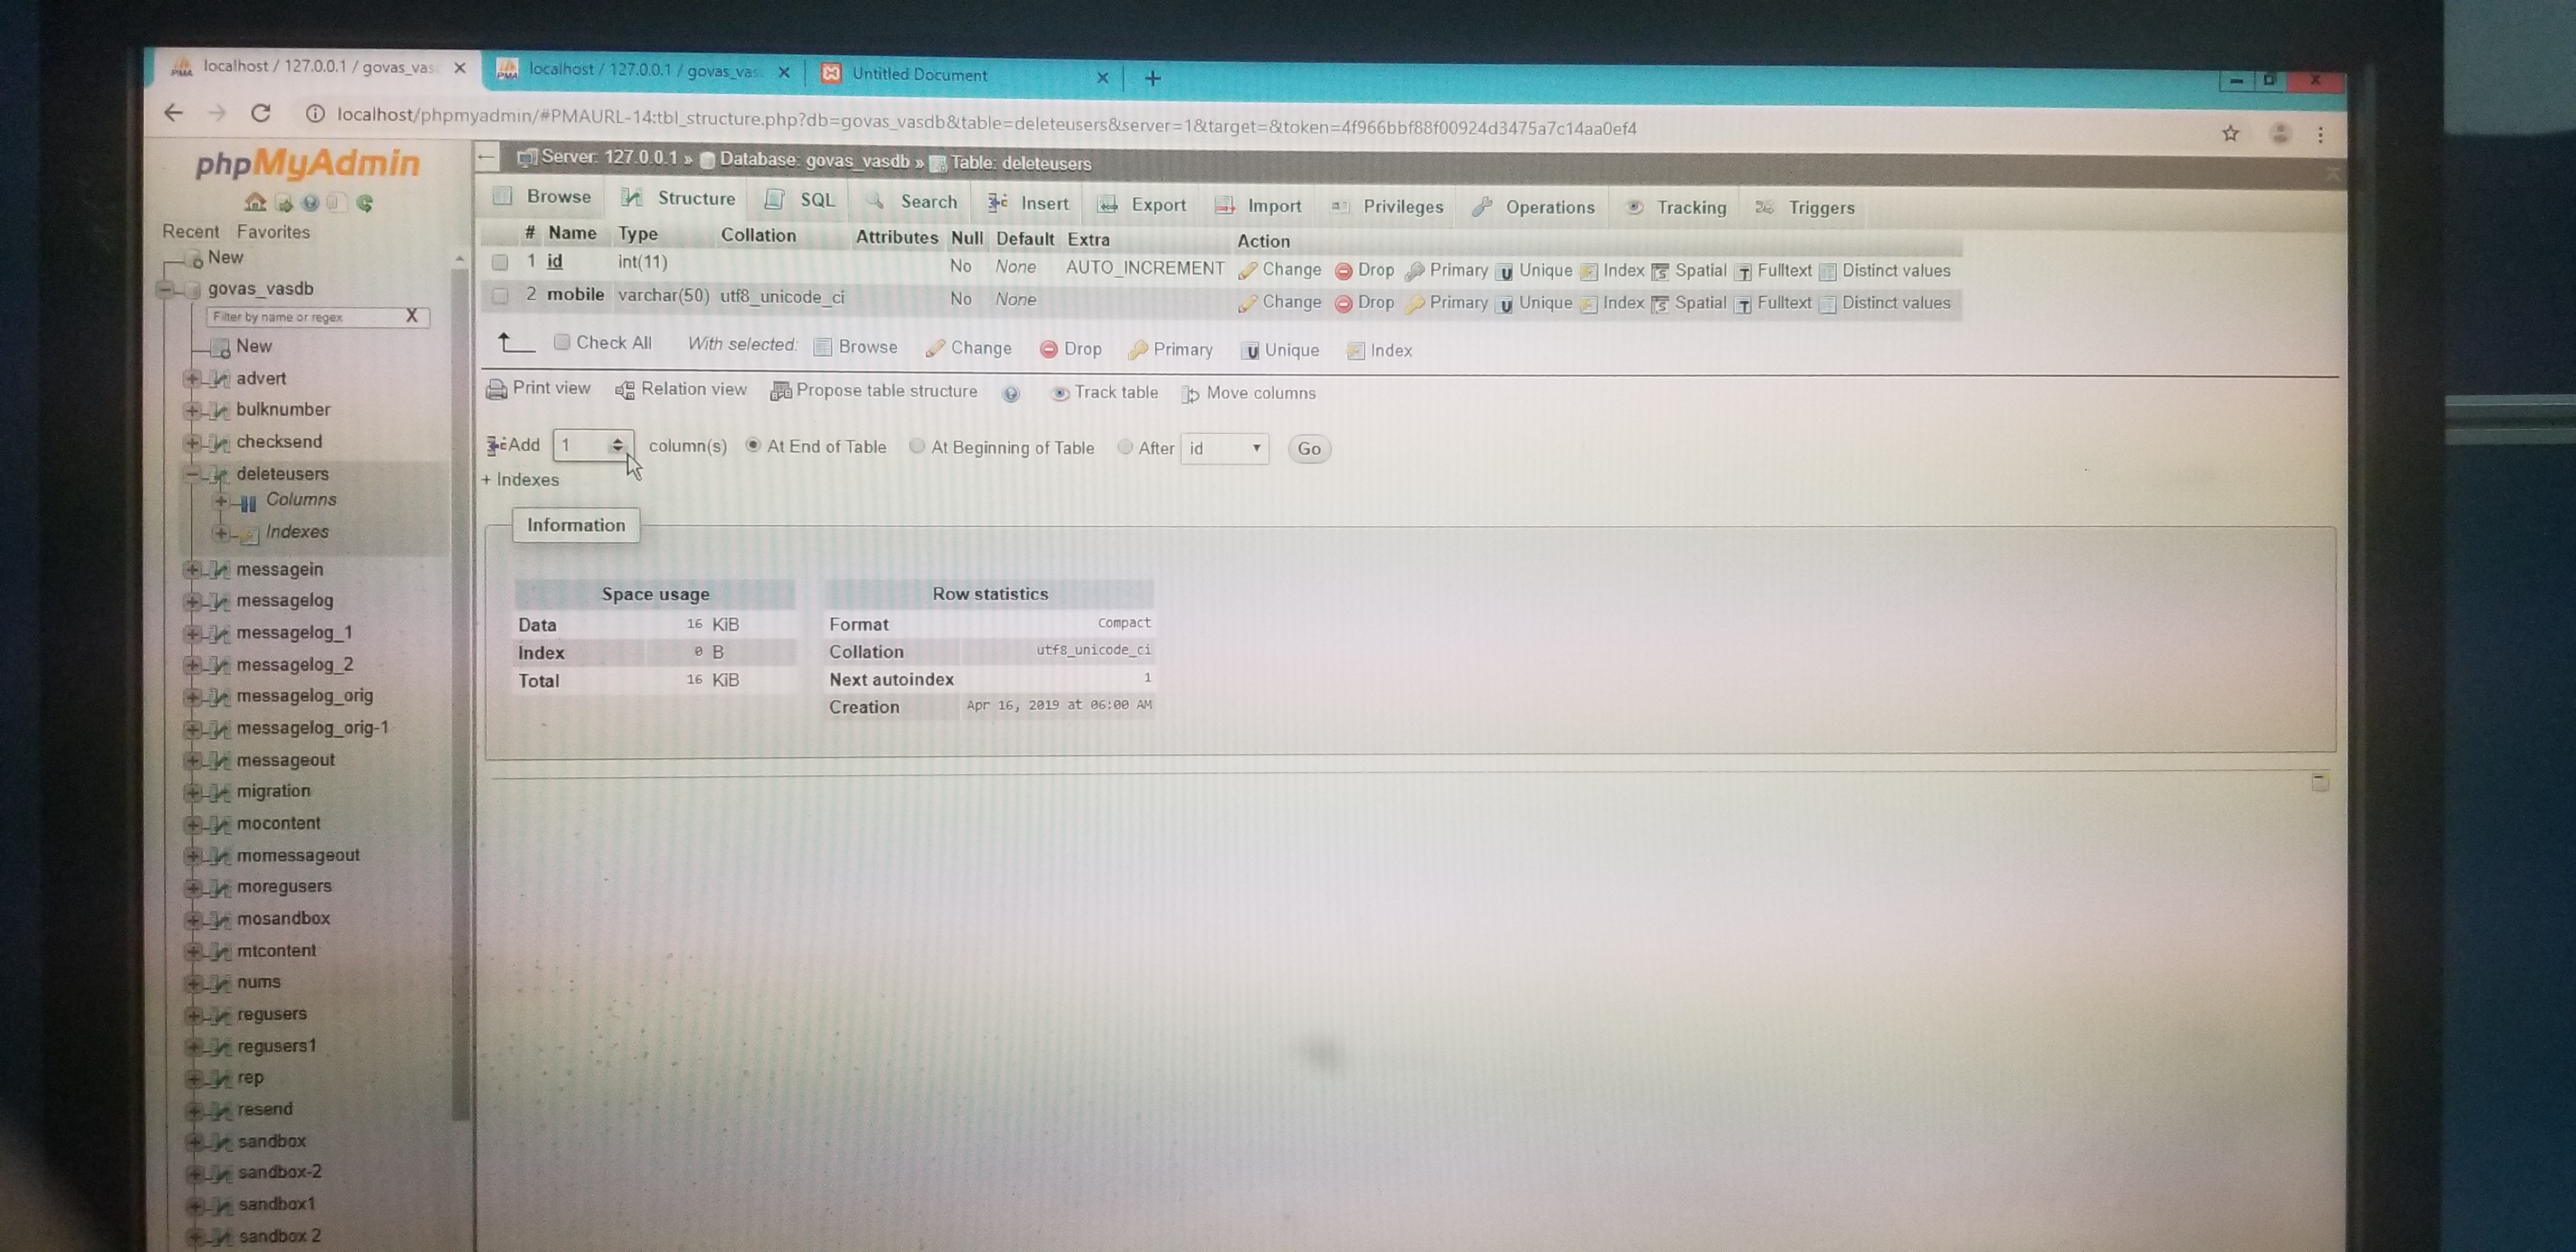 localhost / 127.0.0.1 / govas_vas
localhost / 127.0.0.1 / govas_vas
Untitled Document
localhost/phpmyadmin/#PMAURL-14:tbl_structure.php?db=govas_vasdb&table=deleteusers&server=1&target=&token=4f966bbf88f00924d3475a7c14aa0ef4
phpMyAdmin
Recent Favorites
New
govas_vasdb
Filter by name or regex X
New
advert
bulknumber
checksend
deleteusers
Columns
Indexes
messagein
messagelog
messagelog_1
messagelog_2
messagelog_orig
messagelog_orig-1
messageout
migration
mocontent
momessageout
moregusers
mosandbox
mtcontent
nums
regusers
regusers1
rep
resend
sandbox
sandbox-2
sandbox1
sandbox 2
Server: 127.0.0.1 » Database: govas_vasdb » Table: deleteusers
Browse Structure SQL Search Insert Export Import Privileges Operations Tracking Triggers
# Name Type Collation Attributes Null Default Extra Action
1 id int(11) No None AUTO_INCREMENT Change Drop Primary Unique Index Spatial Fulltext Distinct values
2 mobile varchar(50) utf8_unicode_ci No None Change Drop Primary Unique Index Spatial Fulltext Distinct values
Check All With selected: Browse Change Drop Primary Unique Index
Print view Relation view Propose table structure Track table Move columns
Add 1 column(s) At End of Table At Beginning of Table After id Go
+ Indexes
Information
Space usage
Data 16 KiB
Index 0 B
Total 16 KiB
Row statistics
Format Compact
Collation utf8_unicode_ci
Next autoindex 1
Creation Apr 16, 2019 at 06:00 AM